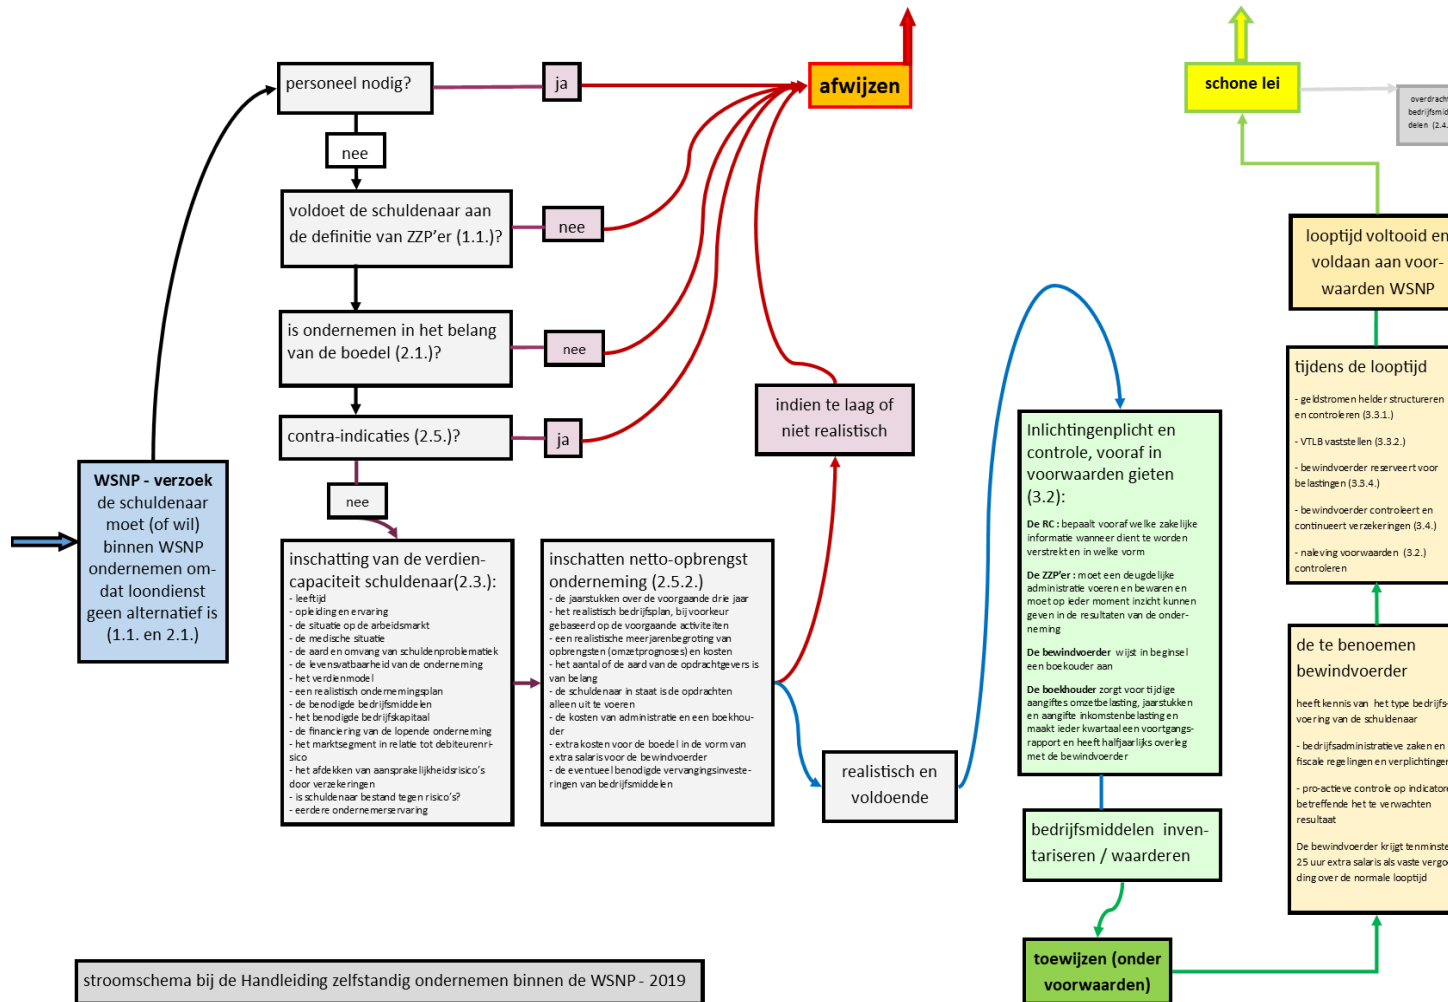 WSNP - verzoek
de schuldenaar
moet (of wil)
binnen WSNP
ondernemen om-
dat loondienst
geen alternatief is
(1.1. en 2.1.)
personeel nodig?
ja
nee
voldoet de schuldenaar aan
de definitie van ZZP'er (1.1.)?
nee
is ondernemen in het belang
van de boedel (2.1.)?
nee
contra-indicaties (2.5.)?
ja
nee
afwijzen
inschatting van de verdien-
capaciteit schuldenaar(2.3.):
- leeftijd
- opleiding en ervaring
- de situatie op de arbeidsmarkt
- de medische situatie
- de aard en omvang van schuldenproblematiek
- de levensvatbaarheid van de onderneming
- het verdienmodel
- een realistisch ondernemingsplan
- de benodigde bedrijfsmiddelen
- het benodigde bedrijfskapitaal
- de financiering van de lopende onderneming
- het marktsegment in relatie tot debiteurenri-
sico
- het afdekken van aansprakelijkheidsrisico's
door verzekeringen
- is schuldenaar bestand tegen risico's?
- eerdere ondernemerservaring
inschatten netto-opbrengst
onderneming (2.5.2.)
- de jaarstukken over de voorgaande drie jaar
- het realistisch bedrijfsplan, bij voorkeur
gebaseerd op de voorgaande activiteiten
- een realistische meerjarenbegroting van
opbrengsten (omzetprognoses) en kosten
- het aantal of de aard van de opdrachtgevers is
van belang
- de schuldenaar in staat is de opdrachten
alleen uit te voeren
- de kosten van administratie en een boekhou-
der
- extra kosten voor de boedel in de vorm van
extra salaris voor de bewindvoerder
- de eventueel benodigde vervangingsinveste-
ringen van bedrijfsmiddelen
indien te laag of
niet realistisch
realistisch en
voldoende
Inlichtingenplicht en
controle, vooraf in
voorwaarden gieten
(3.2):
De RC : bepaalt vooraf welke zakelijke
informatie wanneer dient te worden
verstrekt en in welke vorm
De ZZP'er : moet een deugdelijke
administratie voeren en bewaren en
moet op ieder moment inzicht kunnen
geven in de resultaten van de onder-
neming
De bewindvoerder wijst in beginsel
een boekouder aan
De boekhouder zorgt voor tijdige
aangiftes omzetbelasting, jaarstukken
en aangifte inkomstenbelasting en
maakt ieder kwartaal een voortgangs-
rapport en heeft halfjaarlijks overleg
met de bewindvoerder
bedrijfsmiddelen inven-
tariseren / waarderen
toewijzen (onder
voorwaarden)
de te benoemen
bewindvoerder
heeft kennis van het type bedrijfs-
voering van de schuldenaar
- bedrijfsadministratieve zaken en
fiscale regelingen en verplichtingen
- pro-actieve controle op indicatore
betreffende het te verwachten
resultaat
De bewindvoerder krijgt tenminste
25 uur extra salaris als vaste vergoe
ding over de normale looptijd
tijdens de looptijd
- geldstromen helder structureren
en controleren (3.3.1.)
- VTLB vaststellen (3.3.2.)
- bewindvoerder reserveert voor
belastingen (3.3.4.)
- bewindvoerder controleert en
continueert verzekeringen (3.4.)
- naleving voorwaarden (3.2.)
controleren
looptijd voltooid en
voldaan aan voor-
waarden WSNP
schone lei
overdracht
bedrijfsmid
delen (2.4.
stroomschema bij de Handleiding zelfstandig ondernemen binnen de WSNP - 2019